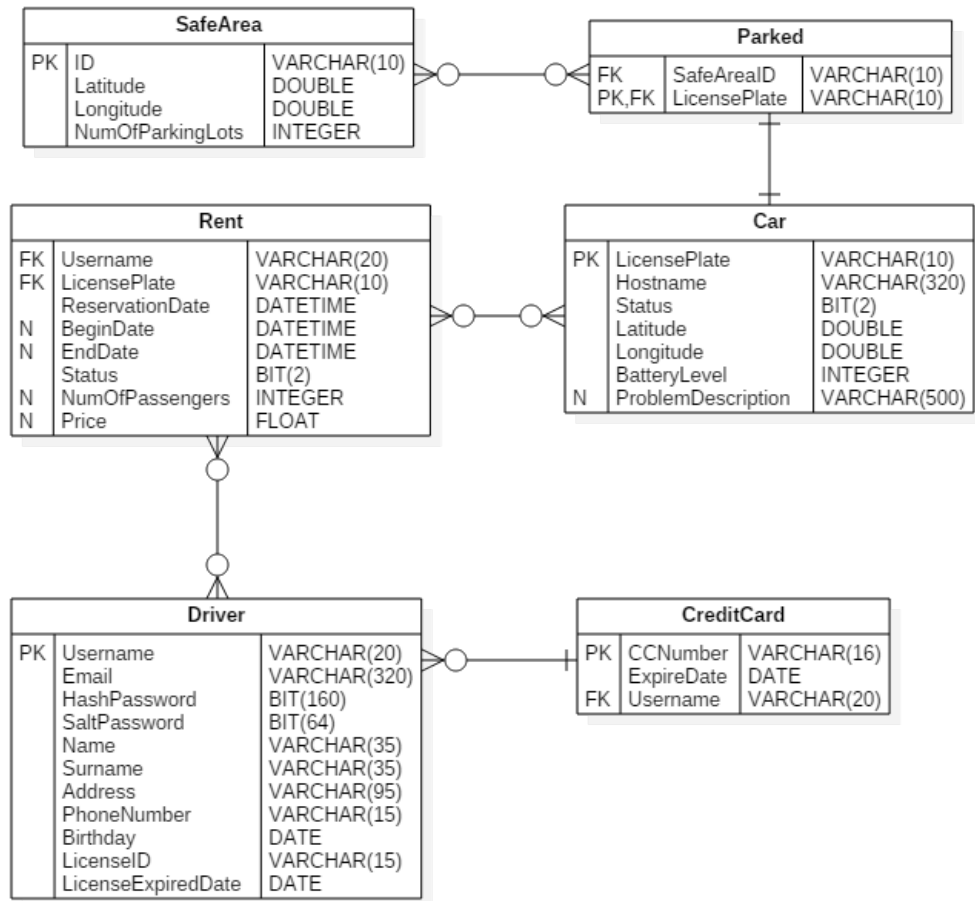 SafeArea
PK ID VARCHAR(10)
Latitude DOUBLE
Longitude DOUBLE
NumOfParkingLots INTEGER
Parked
FK SafeAreaID VARCHAR(10)
PK,FK LicensePlate VARCHAR(10)
Rent
FK Username VARCHAR(20)
FK LicensePlate VARCHAR(10)
ReservationDate DATETIME
N BeginDate DATETIME
N EndDate DATETIME
Status BIT(2)
N NumOfPassengers INTEGER
N Price FLOAT
Car
PK LicensePlate VARCHAR(10)
Hostname VARCHAR(320)
Status BIT(2)
Latitude DOUBLE
Longitude DOUBLE
BatteryLevel INTEGER
N ProblemDescription VARCHAR(500)
Driver
PK Username VARCHAR(20)
Email VARCHAR(320)
HashPassword BIT(160)
SaltPassword BIT(64)
Name VARCHAR(35)
Surname VARCHAR(35)
Address VARCHAR(95)
PhoneNumber VARCHAR(15)
Birthday DATE
LicenseID VARCHAR(15)
LicenseExpiredDate DATE
CreditCard
PK CCNumber VARCHAR(16)
ExpireDate DATE
FK Username VARCHAR(20)